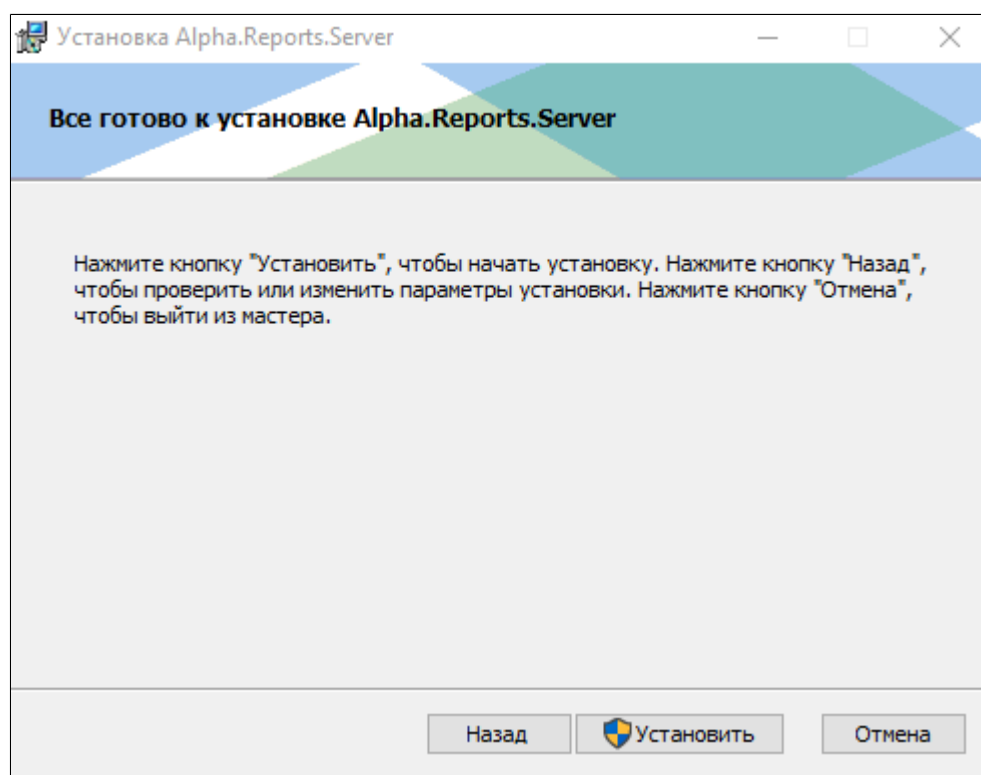 Установка Alpha.Reports.Server
Все готово к установке Alpha.Reports.Server
Нажмите кнопку "Установить", чтобы начать установку. Нажмите кнопку "Назад",
чтобы проверить или изменить параметры установки. Нажмите кнопку "Отмена",
чтобы выйти из мастера.
Назад
Установить
Отмена